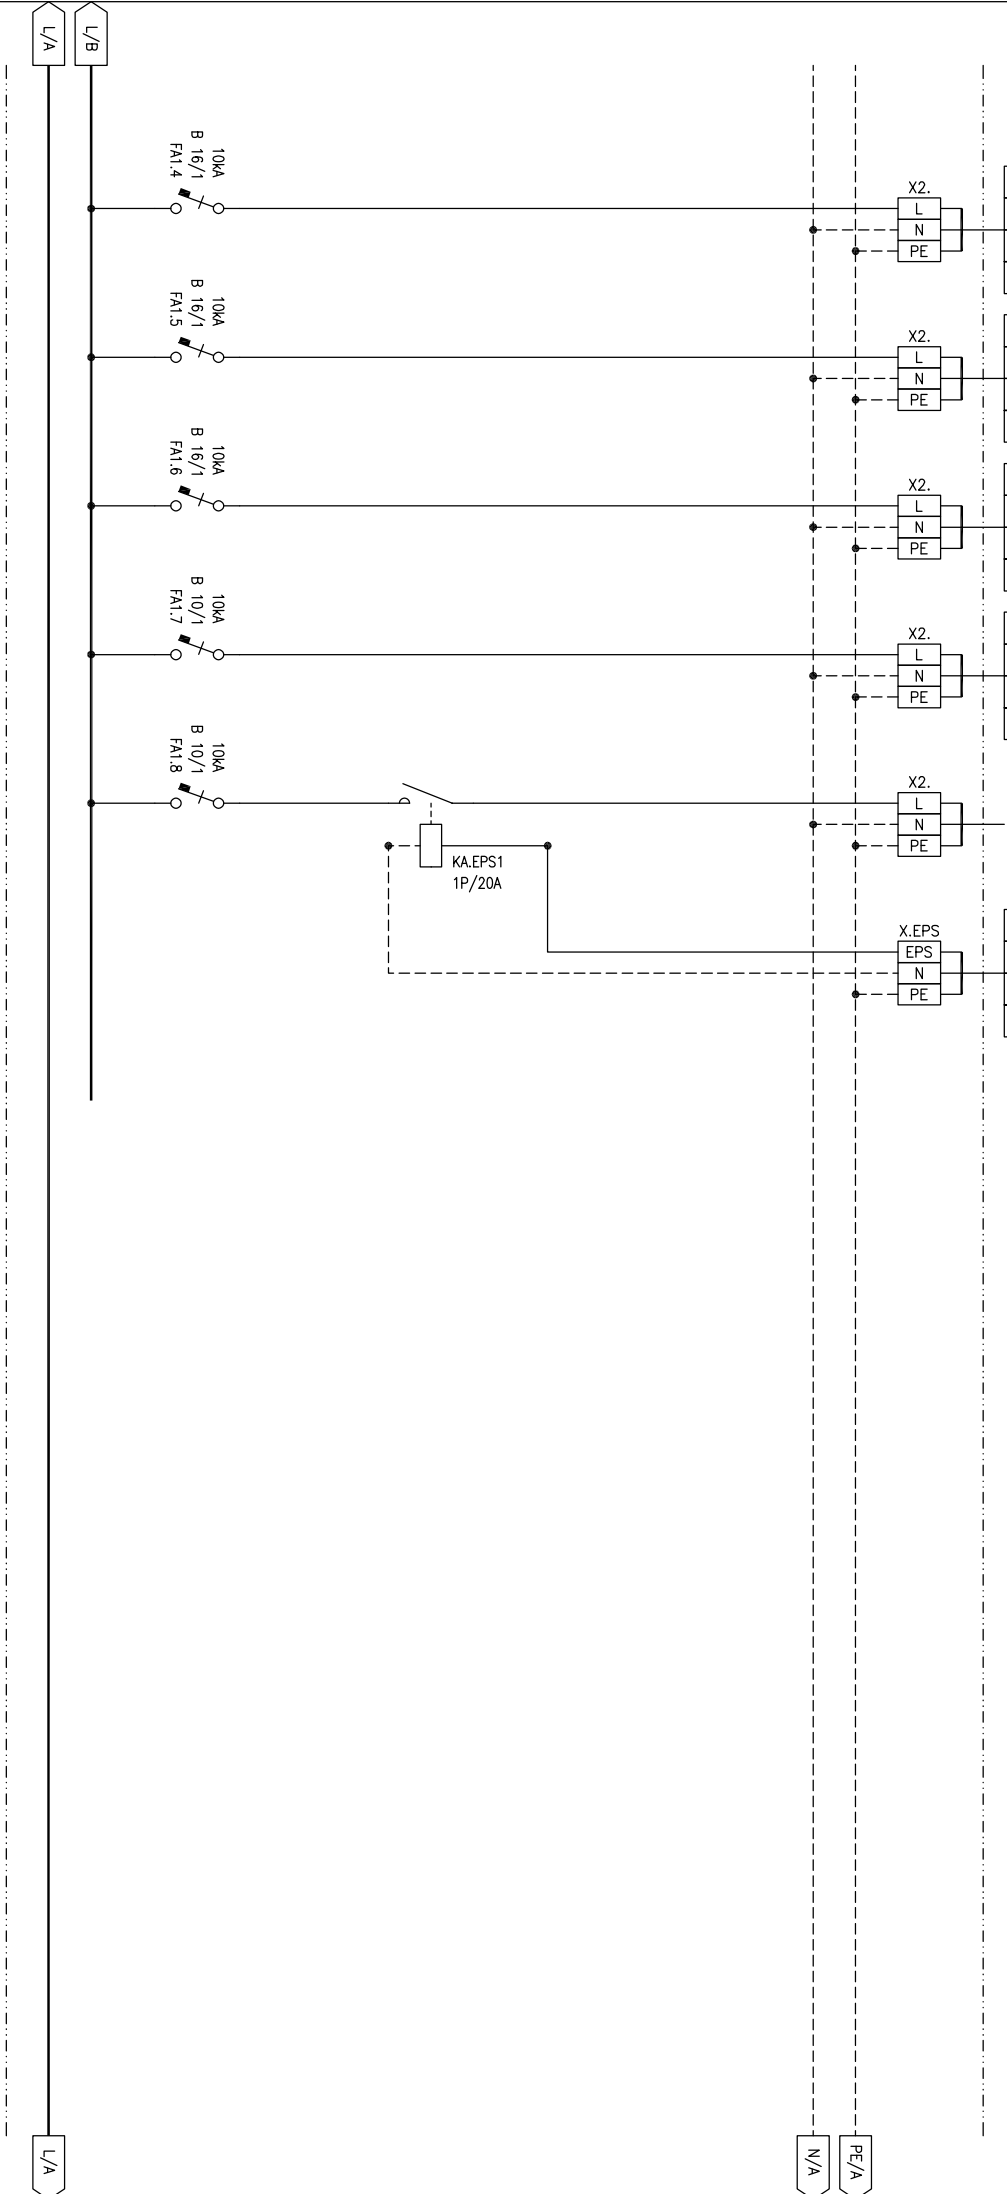 L/A
L/B
10kA
B 16/1
FA1.4
X2.
L
N
PE
10kA
B 16/1
FA1.5
X2.
L
N
PE
10kA
B 16/1
FA1.6
X2.
L
N
PE
10kA
B 10/1
FA1.7
X2.
L
N
PE
10kA
B 10/1
FA1.8
X2.
L
N
PE
KA.EPS1
1P/20A
X.EPS
EPS
N
PE
L/A
N/A
PE/A